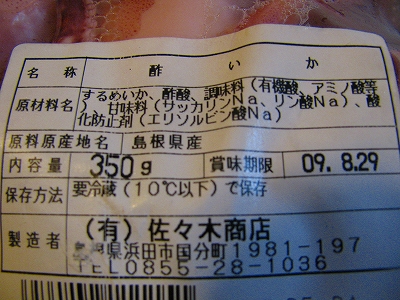 名 称 酢 い か
原材料名 するめいか、酢酸、調味料(有機酸、アミノ酸等
)、甘味料(サッカリンNa、リン酸Na)、酸
化防止剤(エリソルビン酸Na)
原料原産地名 島根県産
内容量 350g 賞味期限 09.8.29
保存方法 要冷蔵(10℃以下)で保存
製造者 (有)佐々木商店
島根県浜田市国分町1981-197
TEL0855-28-1036